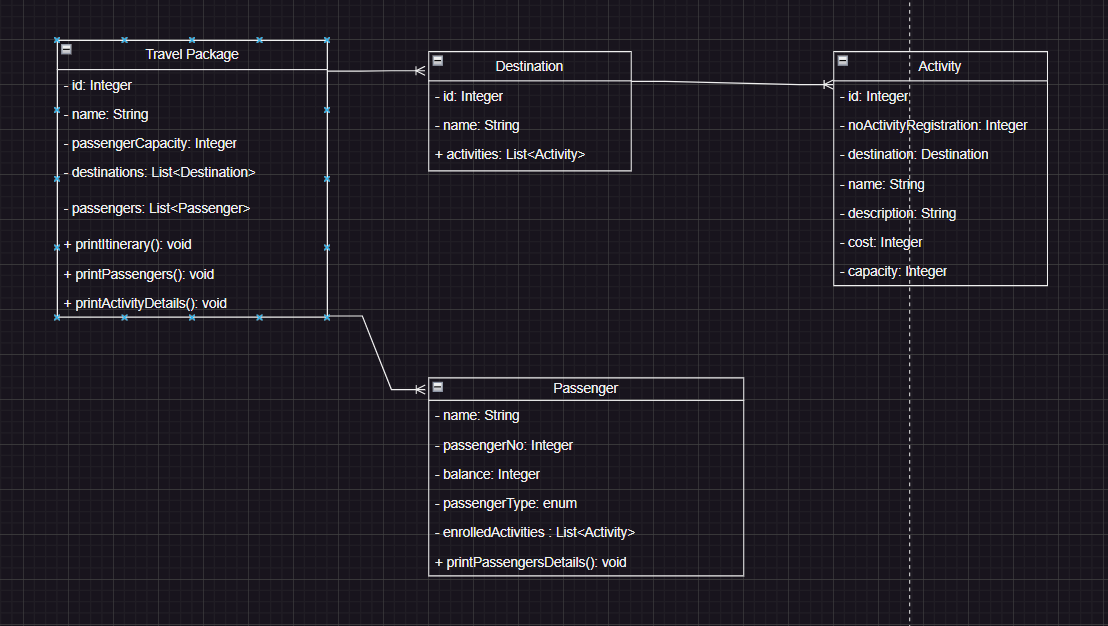 Travel Package
- id: Integer
- name: String
- passengerCapacity: Integer
- destinations: List<Destination>
- passengers: List<Passenger>
+ printItinerary(): void
+ printPassengers(): void
+ printActivityDetails(): void
Destination
- id: Integer
- name: String
+ activities: List<Activity>
Activity
- id: Integer
- noActivityRegistration: Integer
- destination: Destination
- name: String
- description: String
- cost: Integer
- capacity: Integer
Passenger
- name: String
- passengerNo: Integer
- balance: Integer
- passengerType: enum
- enrolledActivities : List<Activity>
+ printPassengersDetails(): void